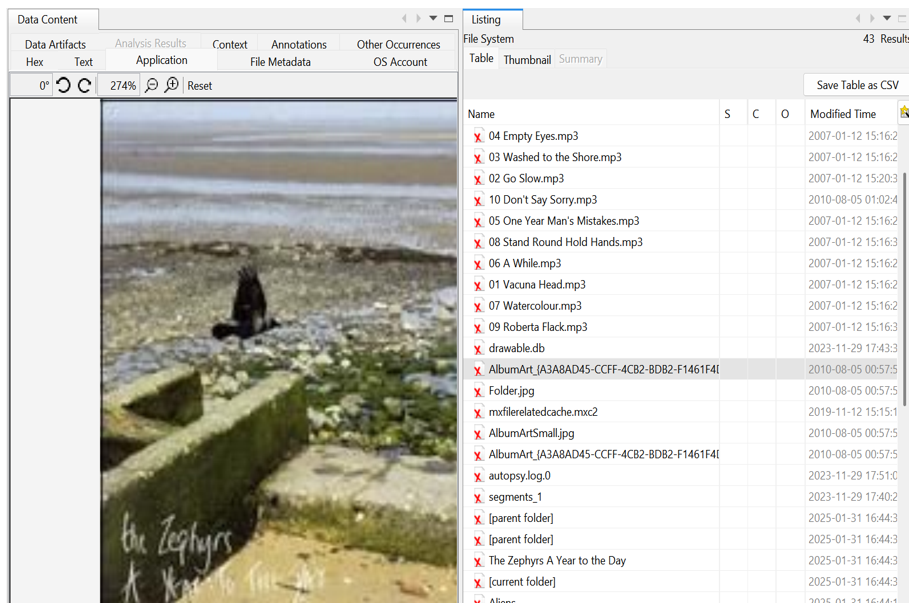 Data Content
Data Artifacts Analysis Results Context Annotations Other Occurrences
Hex Text Application File Metadata OS Account
0° 274% Reset
the Zephyrs
A Year to The Day
Listing
File System
43 Results
Table Thumbnail Summary
Save Table as CSV
Name S C O Modified Time
04 Empty Eyes.mp3 2007-01-12 15:16:2
03 Washed to the Shore.mp3 2007-01-12 15:16:2
02 Go Slow.mp3 2007-01-12 15:20:3
10 Don't Say Sorry.mp3 2010-08-05 01:02:4
05 One Year Man's Mistakes.mp3 2007-01-12 15:16:2
08 Stand Round Hold Hands.mp3 2007-01-12 15:16:3
06 A While.mp3 2007-01-12 15:16:2
01 Vacuna Head.mp3 2007-01-12 15:16:2
07 Watercolour.mp3 2007-01-12 15:16:2
09 Roberta Flack.mp3 2007-01-12 15:16:3
drawable.db 2023-11-29 17:43:3
AlbumArt_{A3A8AD45-CCFF-4CB2-BDB2-F1461F4D 2010-08-05 00:57:5
Folder.jpg 2010-08-05 00:57:5
mxfilerelatedcache.mxc2 2019-11-12 15:15:1
AlbumArtSmall.jpg 2010-08-05 00:57:5
AlbumArt_{A3A8AD45-CCFF-4CB2-BDB2-F1461F4D 2010-08-05 00:57:5
autopsy.log.0 2023-11-29 17:51:0
segments_1 2023-11-29 17:40:2
[parent folder] 2025-01-31 16:44:3
[parent folder] 2025-01-31 16:44:3
The Zephyrs A Year to the Day 2025-01-31 16:44:3
[current folder] 2025-01-31 16:44:3
Aliens 2025-01-31 16:44:1